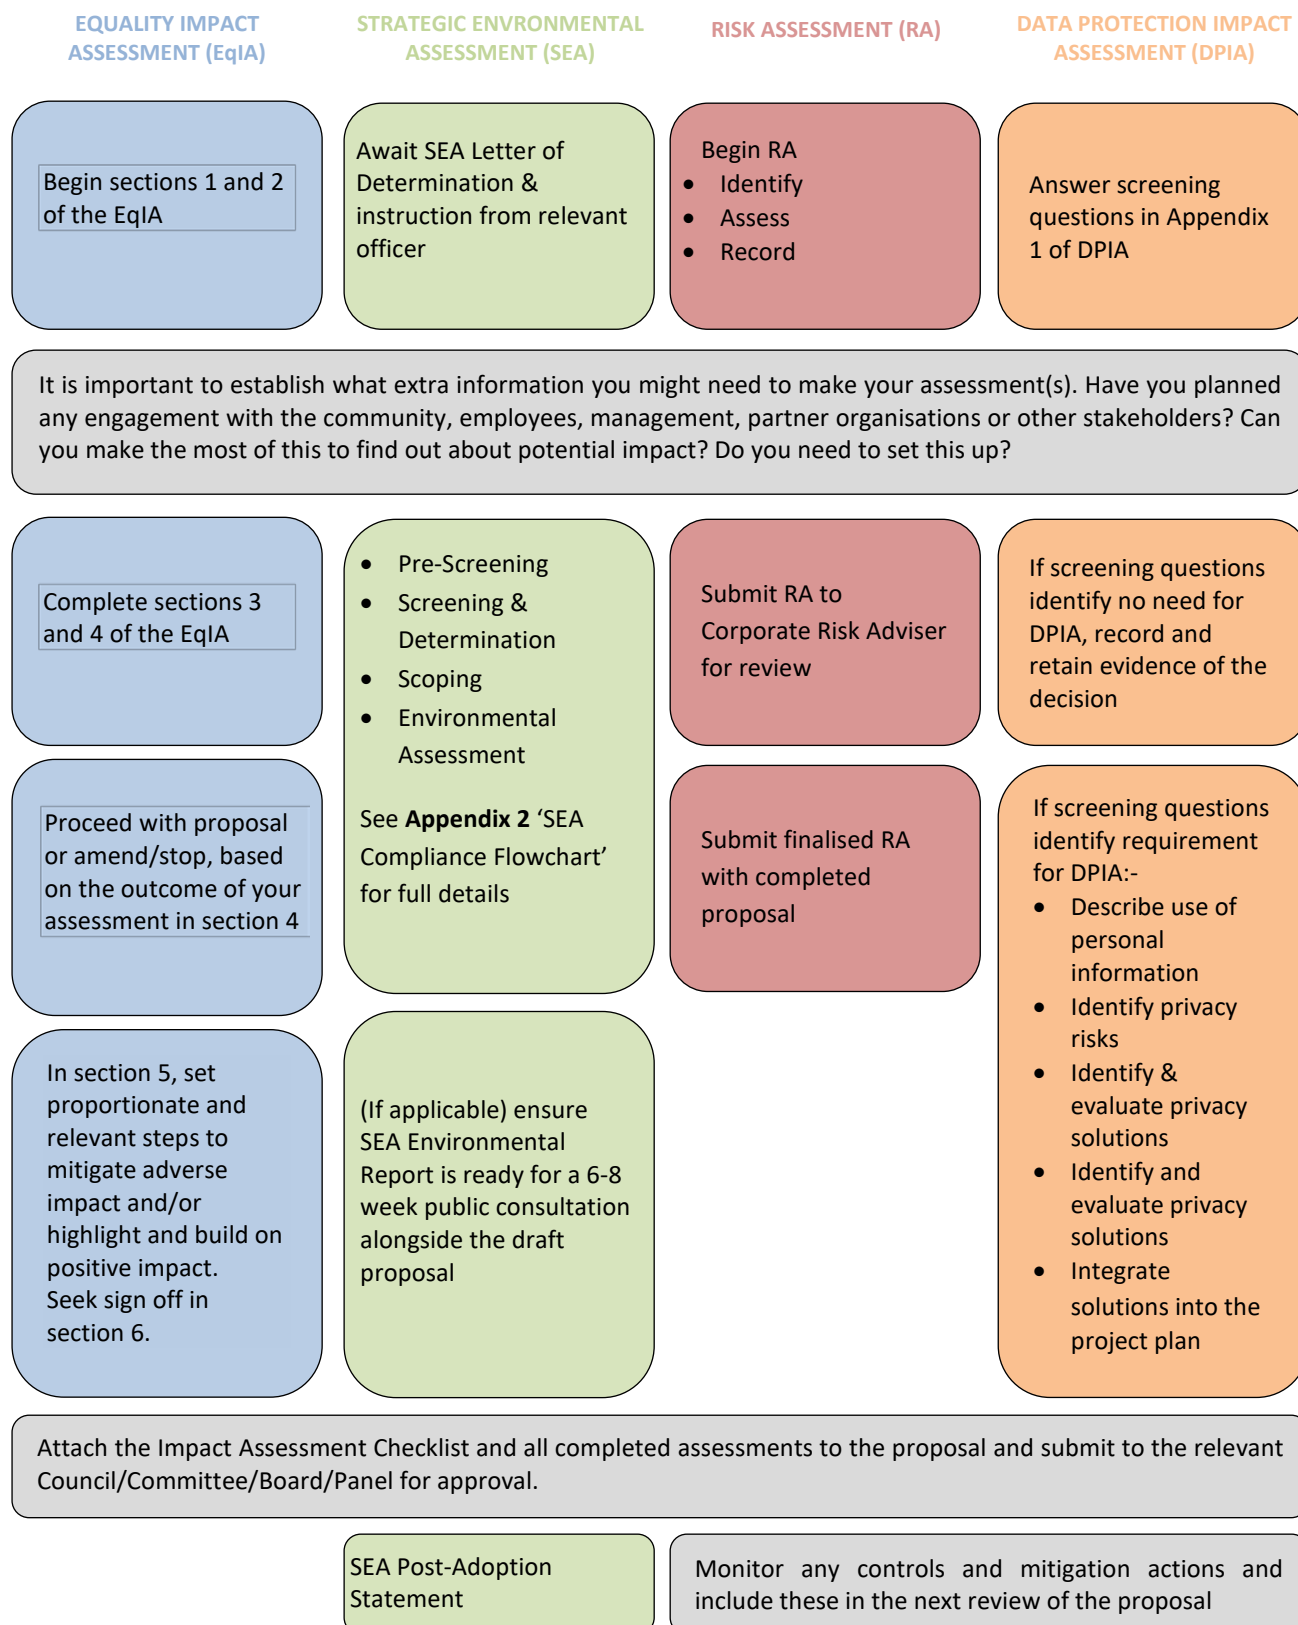 EQUALITY IMPACT
ASSESSMENT (EqIA)
STRATEGIC ENVIRONMENTAL
ASSESSMENT (SEA)
RISK ASSESSMENT (RA)
DATA PROTECTION IMPACT
ASSESSMENT (DPIA)
Begin sections 1 and 2
of the EqIA
Await SEA Letter of
Determination &
instruction from relevant
officer
Begin RA
• Identify
• Assess
• Record
Answer screening
questions in Appendix
1 of DPIA
It is important to establish what extra information you might need to make your assessment(s). Have you planned
any engagement with the community, employees, management, partner organisations or other stakeholders? Can
you make the most of this to find out about potential impact? Do you need to set this up?
Complete sections 3
and 4 of the EqIA
• Pre-Screening
• Screening &
Determination
• Scoping
• Environmental
Assessment
See Appendix 2 ‘SEA
Compliance Flowchart’
for full details
Submit RA to
Corporate Risk Adviser
for review
If screening questions
identify no need for
DPIA, record and
retain evidence of the
decision
Proceed with proposal
or amend/stop, based
on the outcome of your
assessment in section 4
Submit finalised RA
with completed
proposal
If screening questions
identify requirement
for DPIA:-
• Describe use of
personal
information
• Identify privacy
risks
• Identify &
evaluate privacy
solutions
• Identify and
evaluate privacy
solutions
• Integrate
solutions into the
project plan
In section 5, set
proportionate and
relevant steps to
mitigate adverse
impact and/or
highlight and build on
positive impact.
Seek sign off in
section 6.
(If applicable) ensure
SEA Environmental
Report is ready for a 6-8
week public consultation
alongside the draft
proposal
Attach the Impact Assessment Checklist and all completed assessments to the proposal and submit to the relevant
Council/Committee/Board/Panel for approval.
SEA Post-Adoption
Statement
Monitor any controls and mitigation actions and
include these in the next review of the proposal